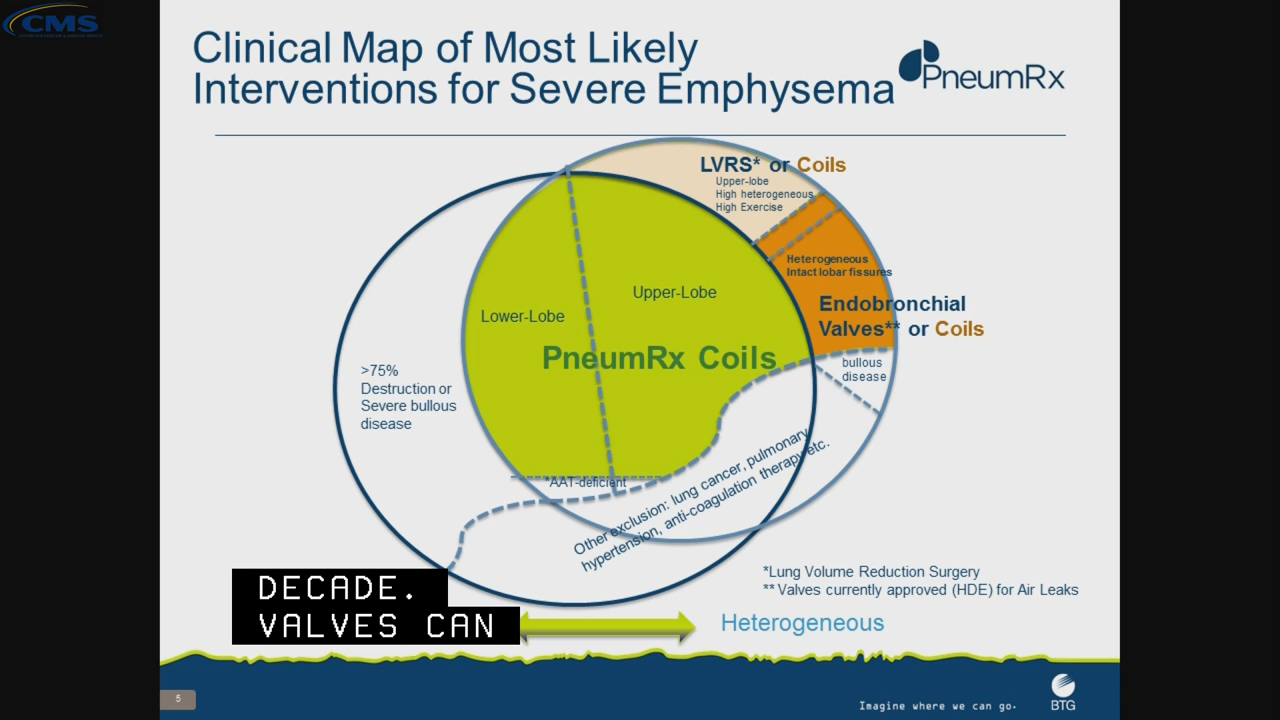 CMS
Clinical Map of Most Likely
Interventions for Severe Emphysema
PneumRx
LVRS* or Coils
Upper-lobe
High heterogeneous
High Exercise
Heterogeneous
Intact lobar fissures
Endobronchial
Valves** or Coils
Upper-Lobe
Lower-Lobe
PneumRx Coils
bullous
disease
>75%
Destruction or
Severe bullous
disease
*AAT-deficient
Other exclusion: lung cancer, pulmonary
hypertension, anti-coagulation therapy etc.
*Lung Volume Reduction Surgery
** Valves currently approved (HDE) for Air Leaks
DECADE.
VALVES CAN
Heterogeneous
5
Imagine where we can go.
BTG